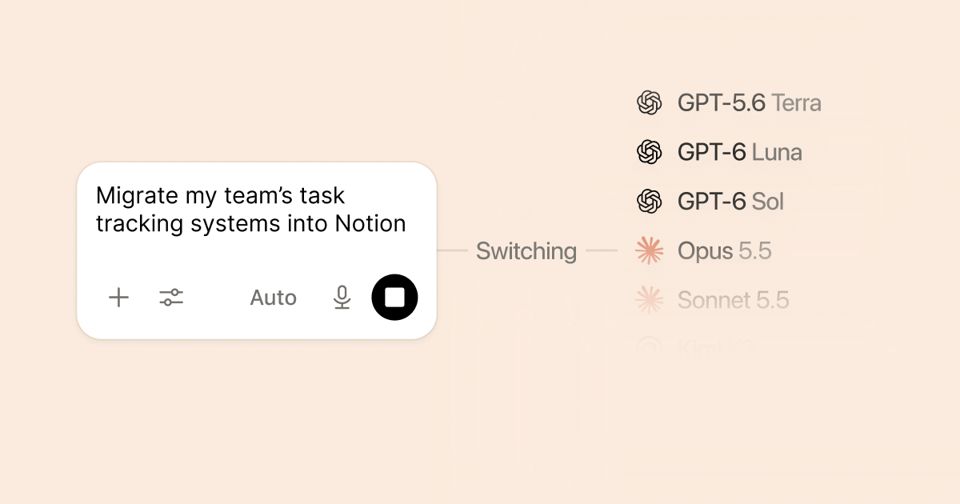 Migrate my team’s task
tracking systems into Notion
Auto
Switching
GPT-5.6 Terra
GPT-6 Luna
GPT-6 Sol
Opus 5.5
Sonnet 5.5